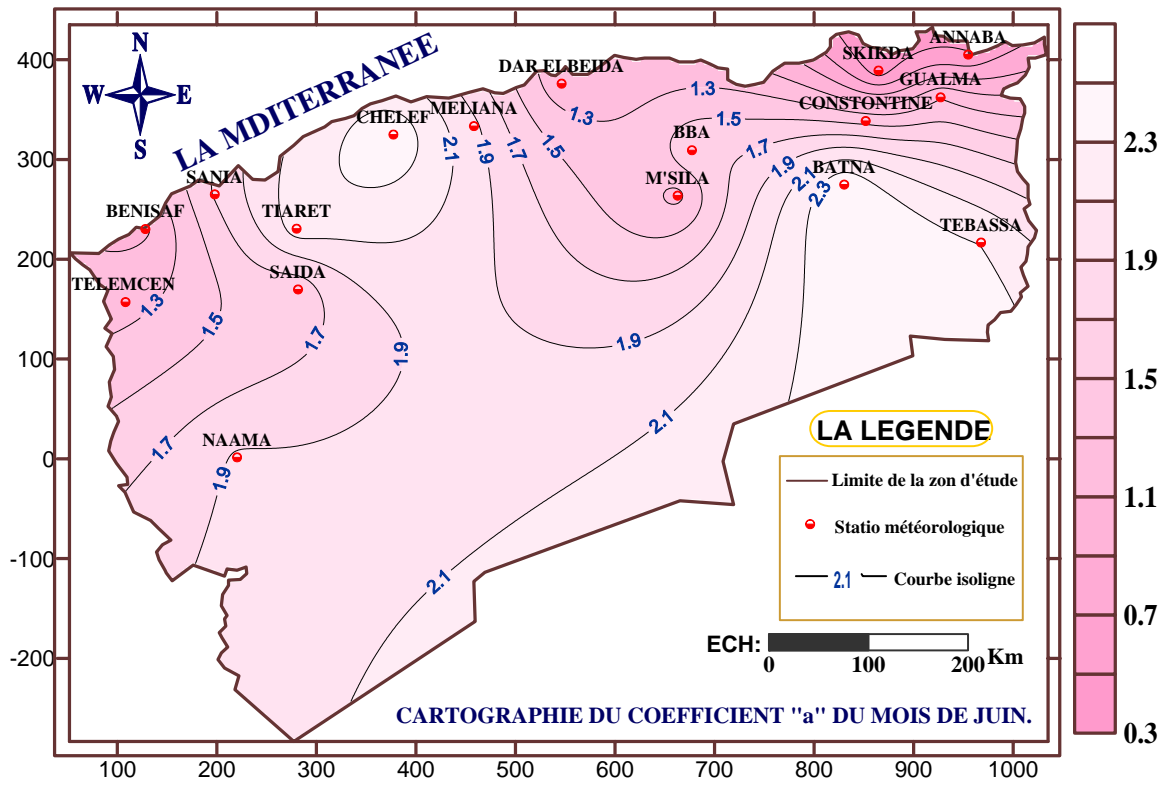 N
W E
S
LA MDITERRANEE
ANNABA
SKIKDA
GUALMA
DAR ELBEIDA
CONSTONTINE
CHELEF
MELIANA
BBA
BATNA
M'SILA
SANIA
BENISAF
TIARET
TEBASSA
TELEMCEN
SAIDA
NAAMA
1.3
1.3
1.5
1.7
1.9
2.1
2.3
2.1
1.9
1.7
1.5
1.3
1.5
1.7
1.9
1.9
2.1
1.7
1.9
2.1
400
300
200
100
0
-100
-200
100 200 300 400 500 600 700 800 900 1000
2.3
1.9
1.5
1.1
0.7
0.3
LA LEGENDE
Limite de la zon d'étude
Statio météorologique
2.1 Courbe isoligne
ECH:
0 100 200 Km
CARTOGRAPHIE DU COEFFICIENT "a" DU MOIS DE JUIN.